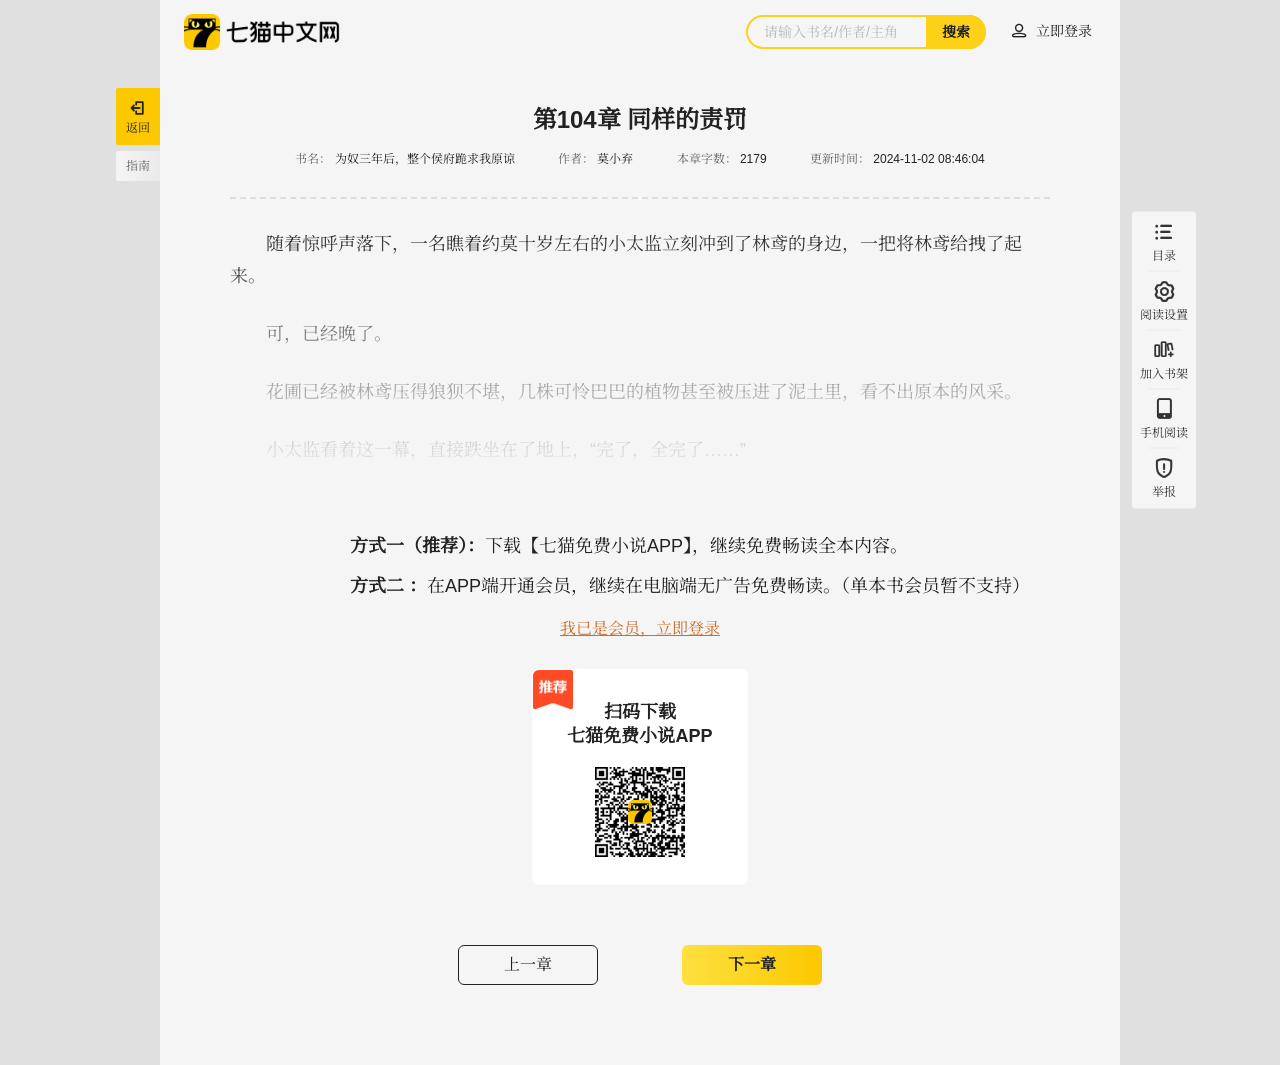 七猫中文网
请输入书名/作者/主角
搜索
立即登录
返回
指南
第104章 同样的责罚
书名： 为奴三年后，整个侯府跪求我原谅 作者： 莫小弃 本章字数： 2179 更新时间： 2024-11-02 08:46:04
随着惊呼声落下，一名瞧着约莫十岁左右的小太监立刻冲到了林鸢的身边，一把将林鸢给拽了起
来。
可，已经晚了。
花圃已经被林鸢压得狼狈不堪，几株可怜巴巴的植物甚至被压进了泥土里，看不出原本的风采。
小太监看着这一幕，直接跌坐在了地上，“完了，全完了……”
目录
阅读设置
加入书架
手机阅读
举报
方式一（推荐）：下载【七猫免费小说APP】，继续免费畅读全本内容。
方式二 ：在APP端开通会员，继续在电脑端无广告免费畅读。（单本书会员暂不支持）
我已是会员，立即登录
推荐
扫码下载
七猫免费小说APP
上一章
下一章